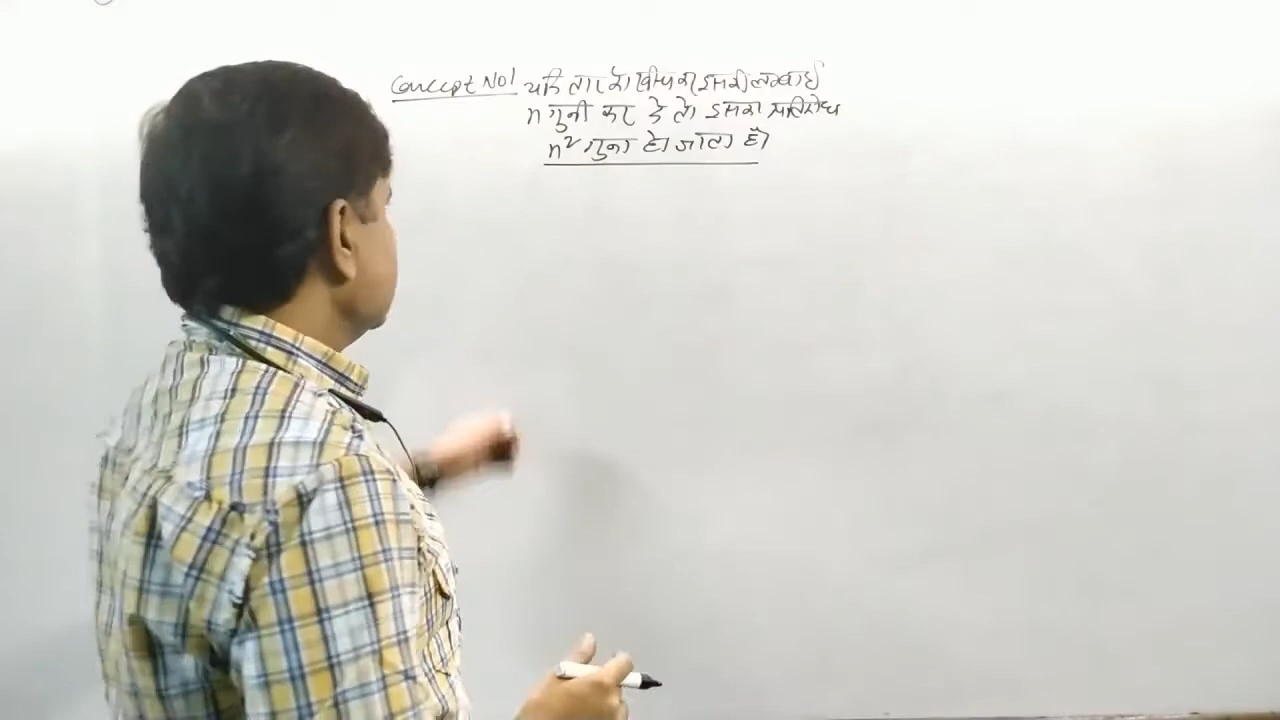 Concept No1 यदि तार को खींचकर इसकी लम्बाई
n गुनी कर दे तो इसका प्रतिरोध
n² गुना हो जाता है।